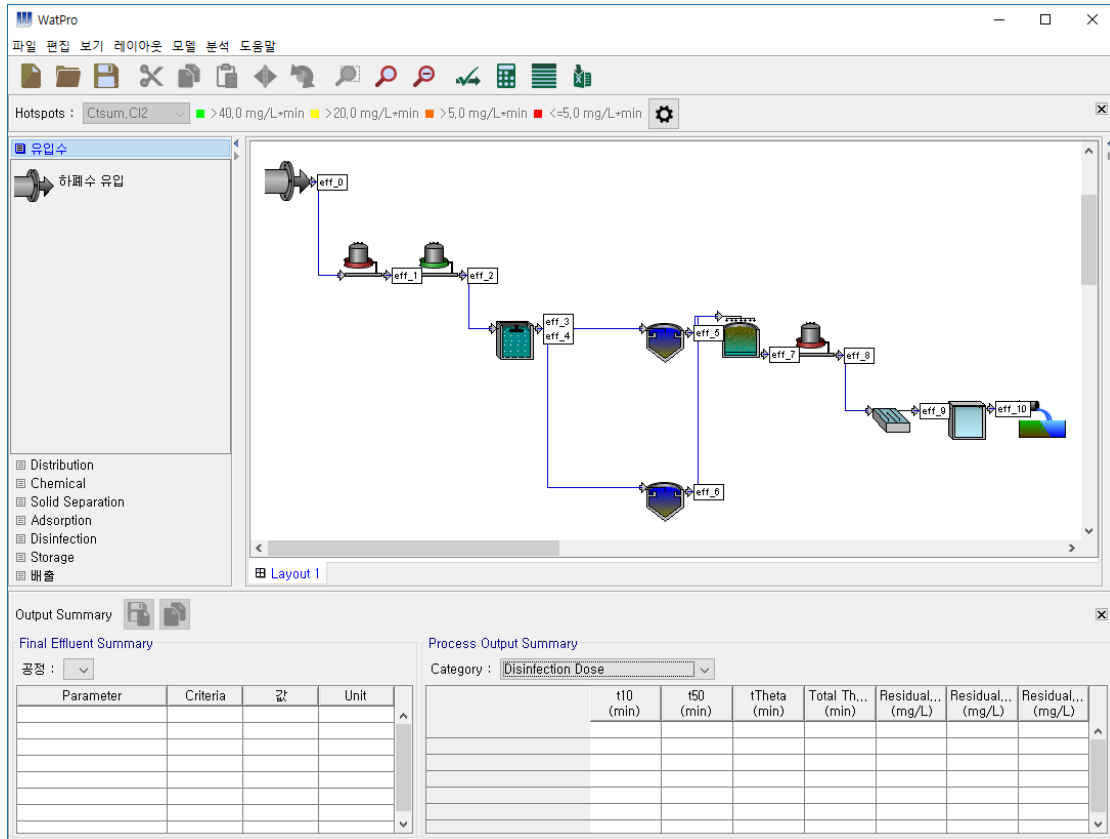 WatPro
파일 편집 보기 레이아웃 모델 분석 도움말
Hotspots : Ctsum,Cl2 >40,0 mg/L*min >20,0 mg/L*min >5,0 mg/L*min <=5,0 mg/L*min
유입수
하폐수 유입
eff_0
eff_1
eff_2
eff_3
eff_4
eff_5
eff_7
eff_8
eff_9
eff_10
eff_6
Distribution
Chemical
Solid Separation
Adsorption
Disinfection
Storage
배출
Layout 1
Output Summary
Final Effluent Summary
공정 :
Parameter Criteria 값 Unit
Process Output Summary
Category : Disinfection Dose
t10 t50 tTheta Total Th,,, Residual,,, Residual,,, Residual,,,
(min) (min) (min) (min) (mg/L) (mg/L) (mg/L)